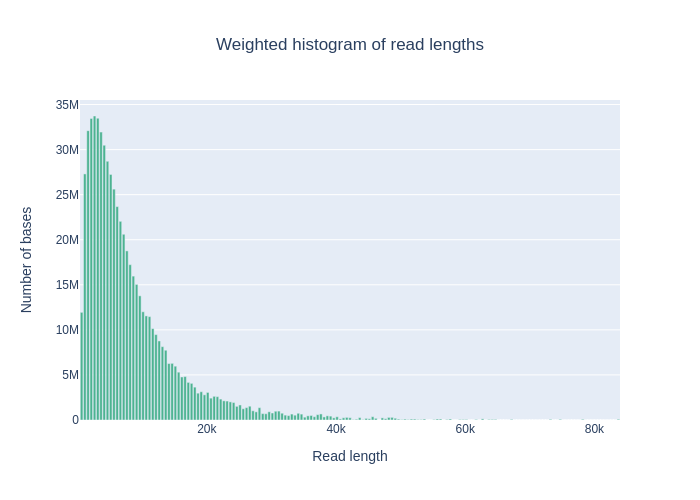 Weighted histogram of read lengths
35M
30M
25M
20M
15M
10M
5M
0
Number of bases
20k
40k
60k
80k
Read length